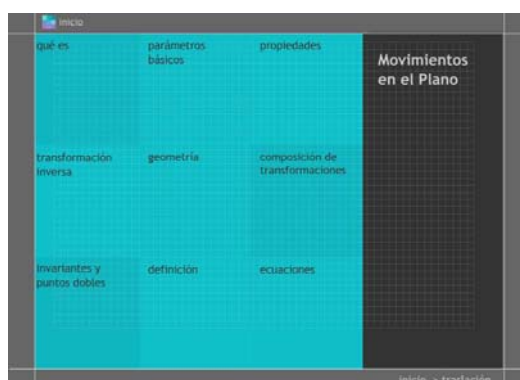 inicio
qué es
parámetros
básicos
propiedades
Movimientos
en el Plano
transformación
inversa
geometría
composición de
transformaciones
invariantes y
puntos dobles
definición
ecuaciones
inicio > traslación